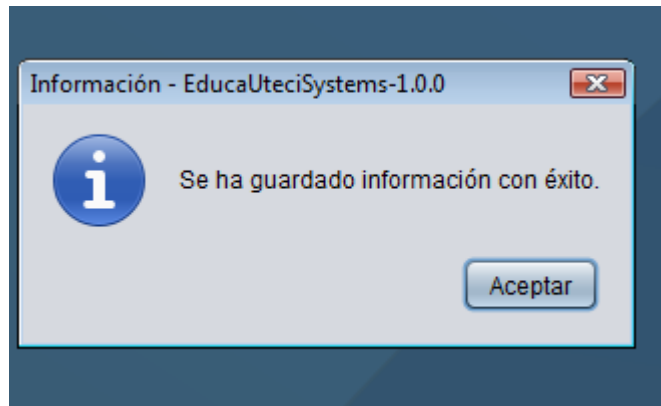 Información - EducaUteciSystems-1.0.0
Se ha guardado información con éxito.
Aceptar